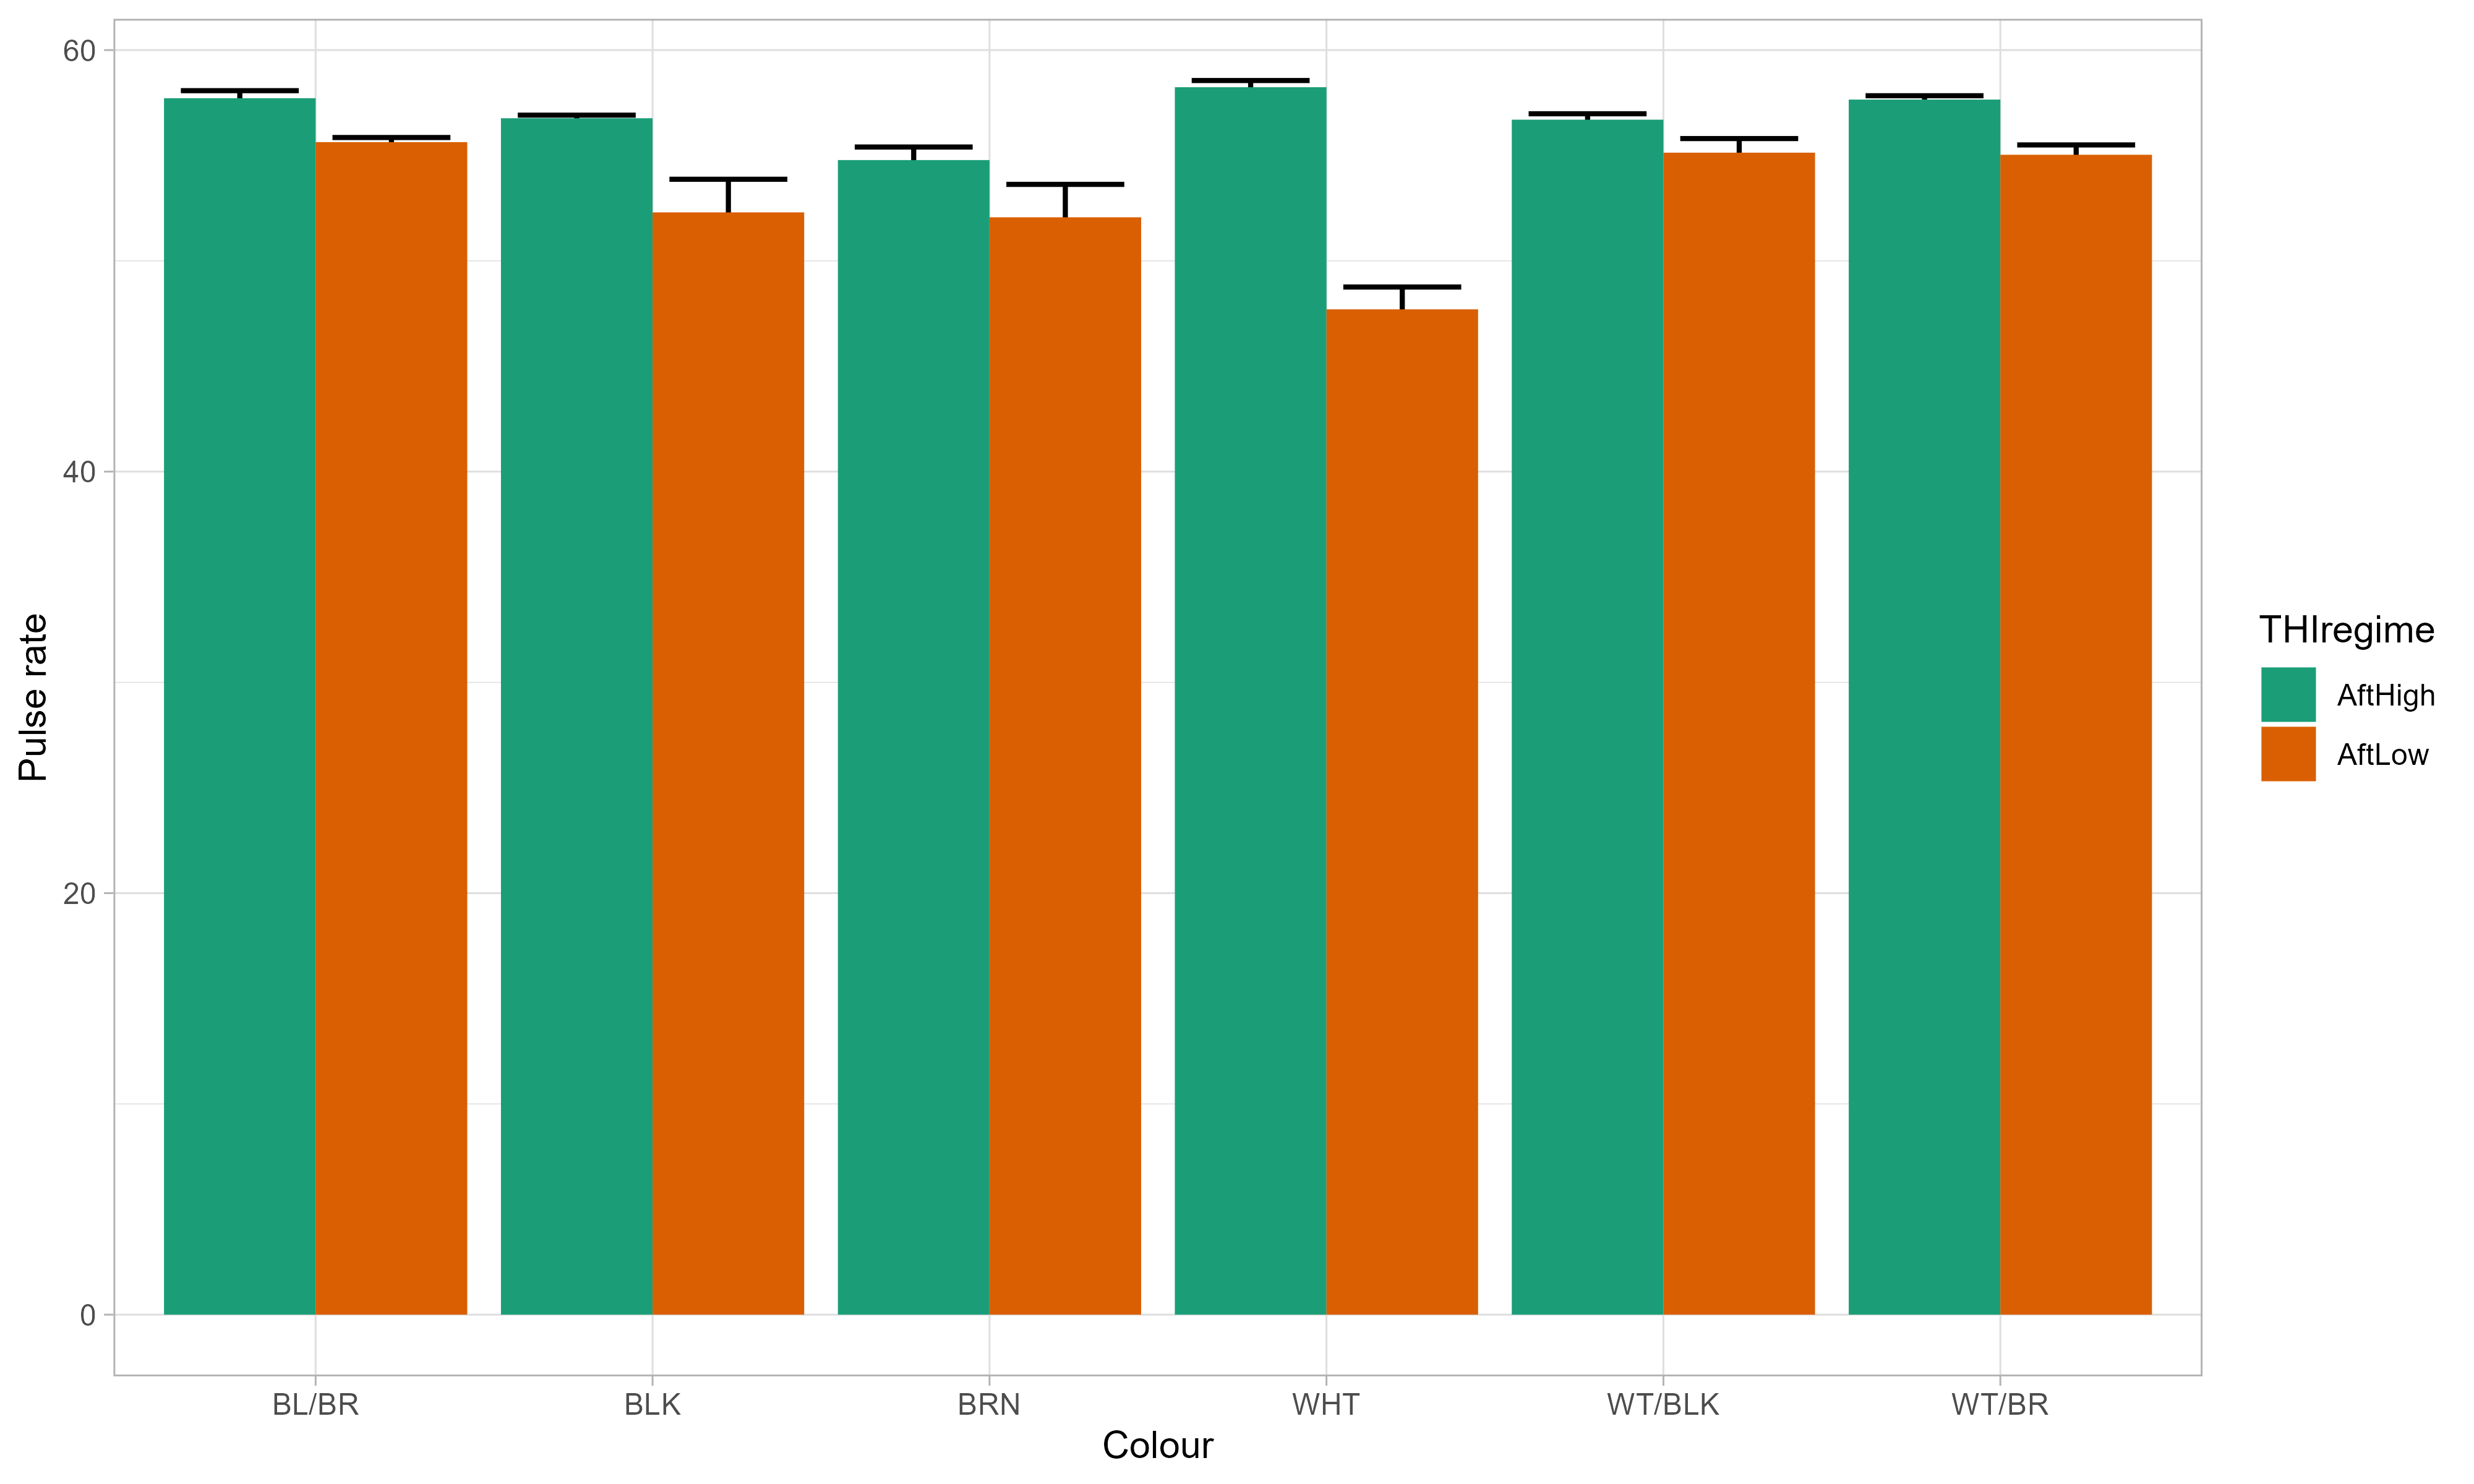 60
40
20
0
Pulse rate
BL/BR
BLK
BRN
WHT
WT/BLK
WT/BR
Colour
THIregime
AftHigh
AftLow